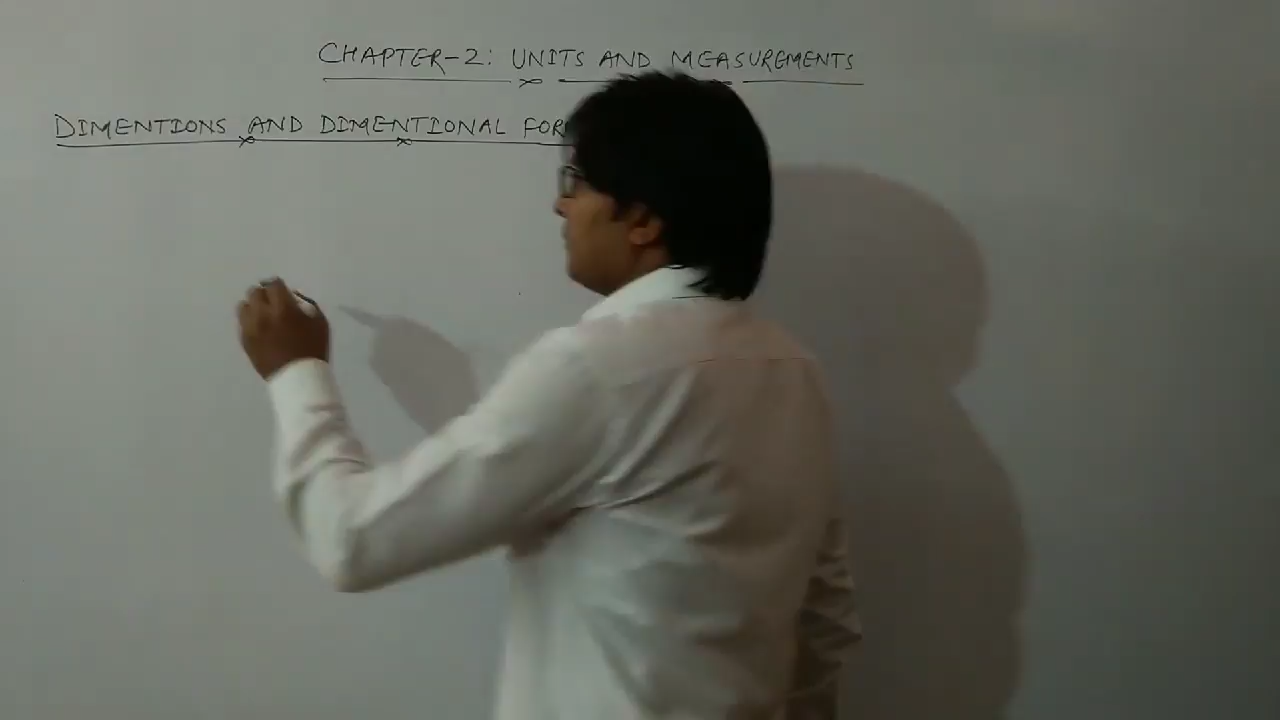 CHAPTER-2: UNITS AND MEASUREMENTS
DIMENTIONS AND DIMENTIONAL